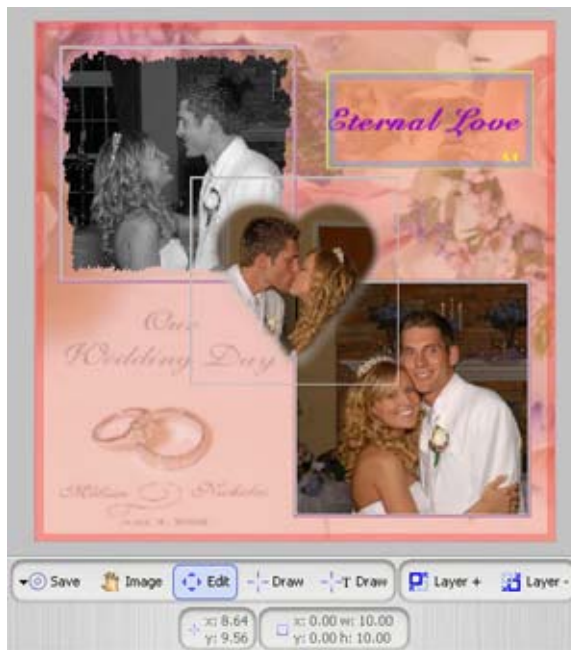 Eternal Love
Our
Wedding Day
Nicholas
Save Image Edit Draw T Draw Layer + Layer -
x: 8.64 x: 0.00 w: 10.00
y: 9.56 y: 0.00 h: 10.00